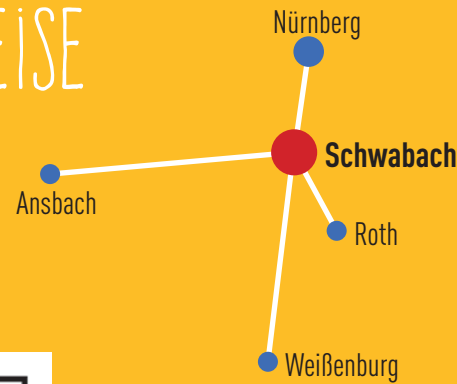 EiSE
Nürnberg
Schwabach
Ansbach
Roth
Weißenburg